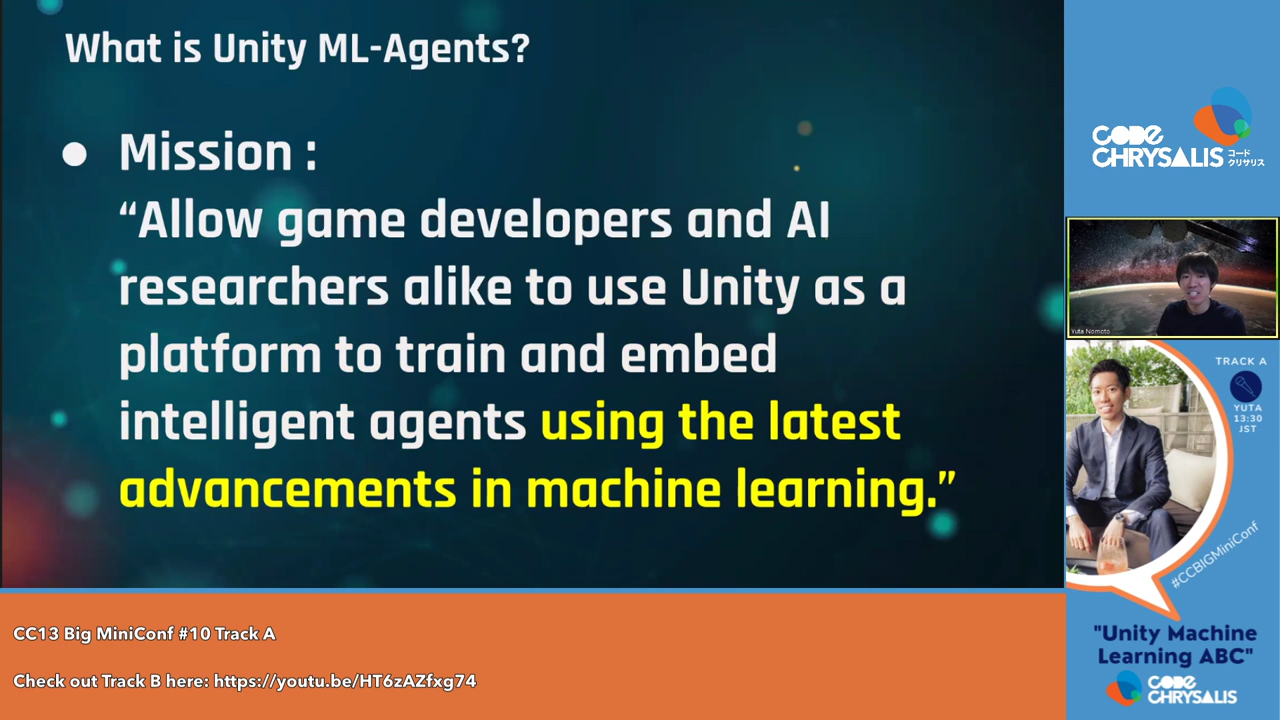 What is Unity ML-Agents?
● Mission :
“Allow game developers and AI
researchers alike to use Unity as a
platform to train and embed
intelligent agents using the latest
advancements in machine learning.”
CODE
CHRYSALIS
コード
クリサリス
Yuta Nomoto
TRACK A
YUTA
13:30
JST
#CCBIGMiniConf
"Unity Machine
Learning ABC"
CODE
CHRYSALIS
CC13 Big MiniConf #10 Track A
Check out Track B here: https://youtu.be/HT6zAZfxg74